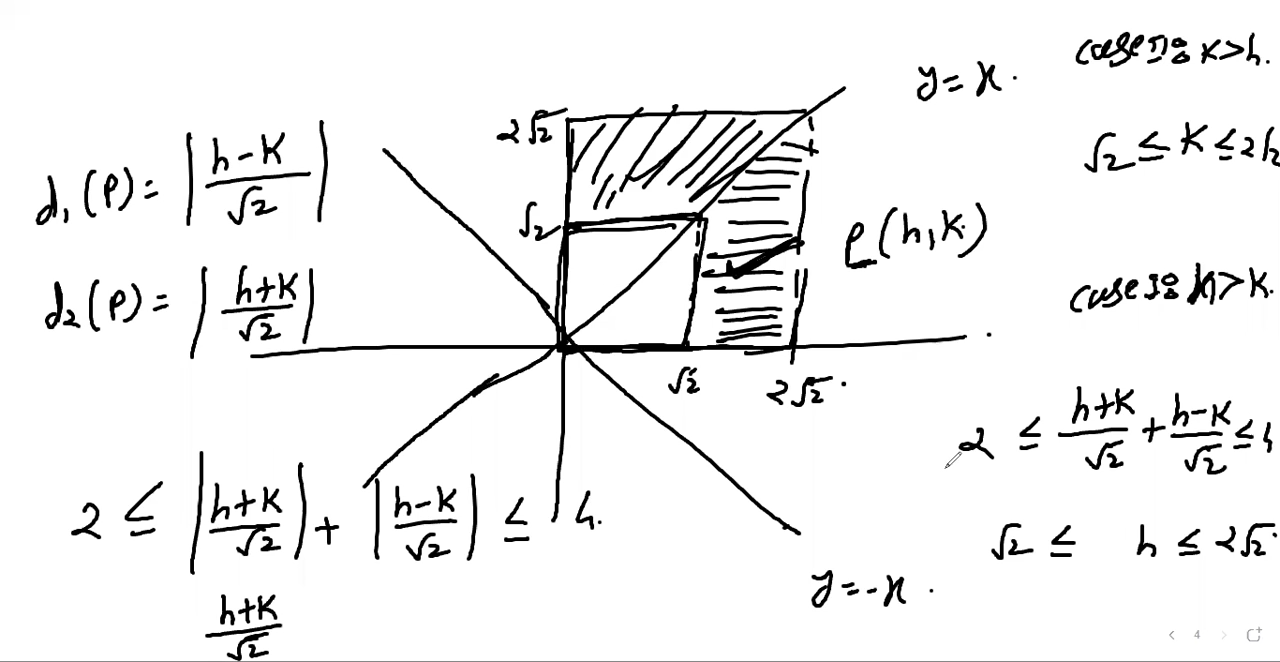 case II: K>h.
y = x.
2√2
√2 ≤ K ≤ 2√2
d₁(P) = |(h-K)/√2|
√2
P(h,K)
d₂(P) = |(h+K)/√2|
case I: h>K.
√2
2√2.
2 ≤ (h+K)/√2 + (h-K)/√2 ≤ 4
2 ≤ |(h+K)/√2| + |(h-K)/√2| ≤ 4.
√2 ≤ h ≤ 2√2.
y = -x.
(h+K)/√2
4